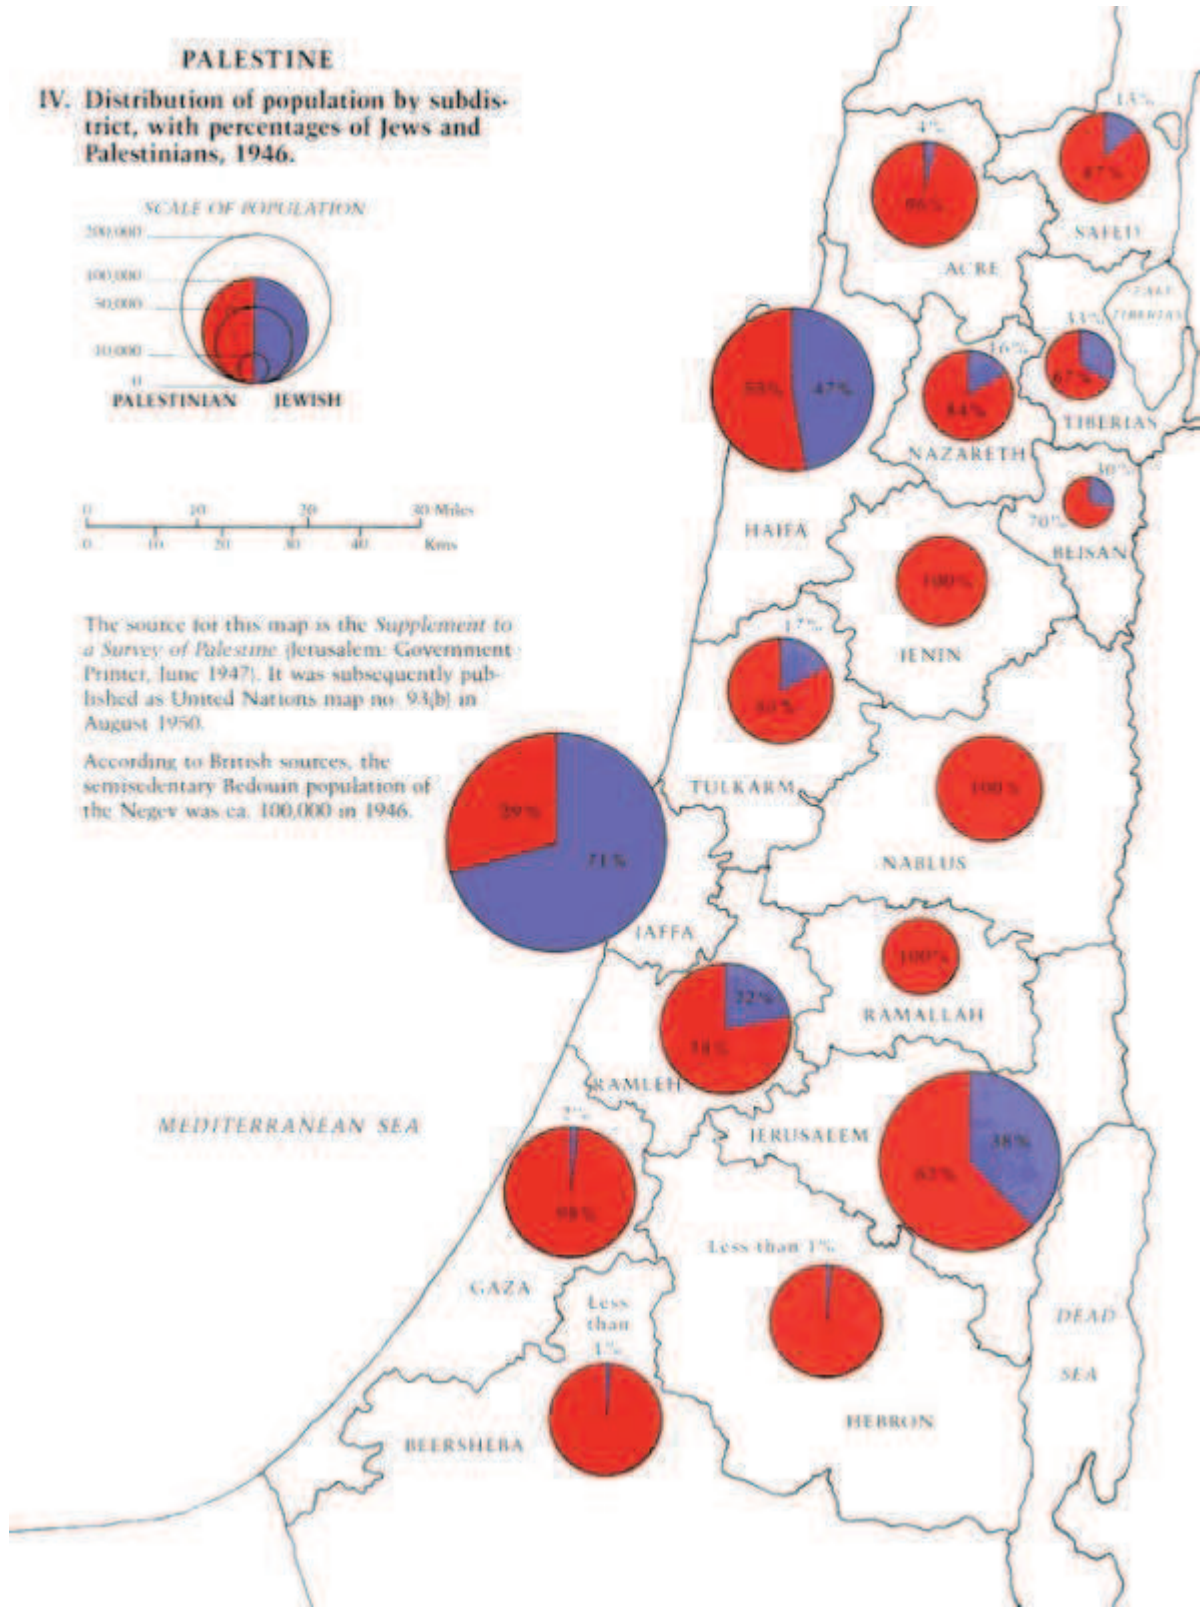 PALESTINE
IV. Distribution of population by subdis-
trict, with percentages of Jews and
Palestinians, 1946.
SCALE OF POPULATION
200,000
100,000
50,000
10,000
0
PALESTINIAN JEWISH
0 10 20 30 Miles
0 10 20 30 40 Kms
The source for this map is the Supplement to
a Survey of Palestine (Jerusalem: Government
Printer, June 1947). It was subsequently pub-
lished as United Nations map no. 93(b) in
August 1950.
According to British sources, the
semisedentary Bedouin population of
the Negev was ca. 100,000 in 1946.
13%
87%
SAFED
4%
96%
ACRE
LAKE
TIBERIAS
33%
67%
TIBERIAS
16%
84%
NAZARETH
47%
HAIFA
30%
70%
BEISAN
100%
JENIN
17%
TULKARM
100%
NABLUS
29%
71%
JAFFA
100%
RAMALLAH
22%
78%
RAMLEH
JERUSALEM
38%
62%
MEDITERRANEAN SEA
2%
98%
GAZA
Less than 1%
HEBRON
Less
than
1%
BEERSHEBA
DEAD
SEA